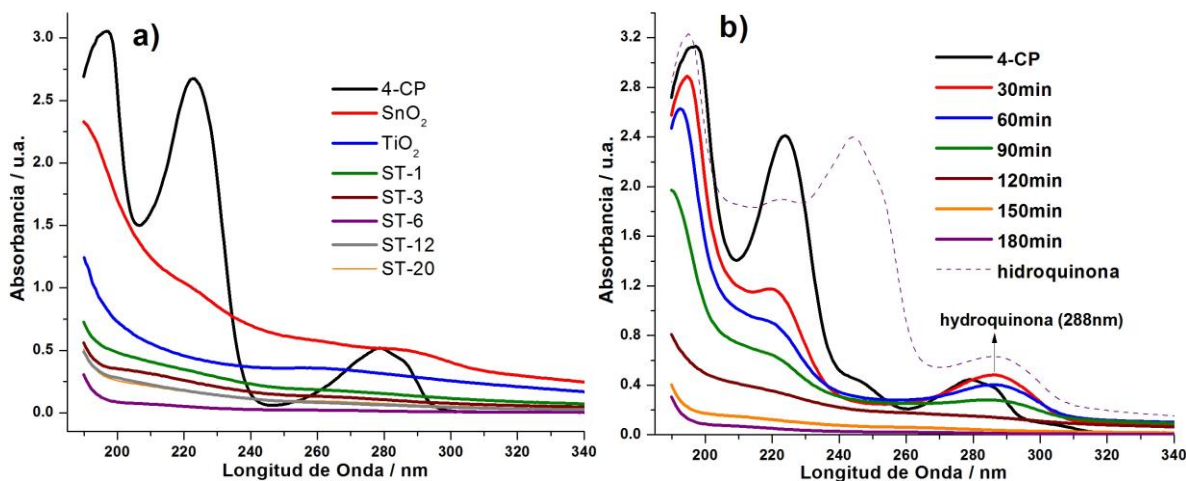 a)
3.0
2.5
2.0
1.5
1.0
0.5
0.0
Absorbancia / u.a.
4-CP
SnO₂
TiO₂
ST-1
ST-3
ST-6
ST-12
ST-20
200 220 240 260 280 300 320 340
Longitud de Onda / nm
b)
3.2
2.8
2.4
2.0
1.6
1.2
0.8
0.4
0.0
Absorbancia / u.a.
4-CP
30min
60min
90min
120min
150min
180min
hidroquinona
hydroquinona (288nm)
200 220 240 260 280 300 320 340
Longitud de Onda / nm